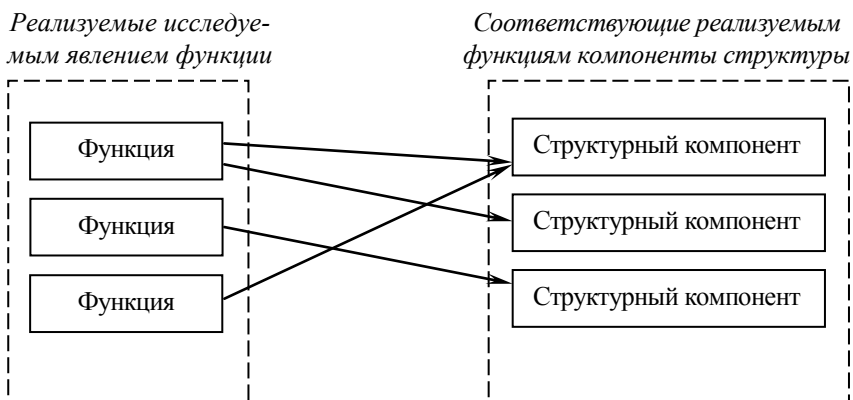 Реализуемые исследуе-
мым явлением функции
Соответствующие реализуемым
функциям компоненты структуры
Функция
Функция
Функция
Структурный компонент
Структурный компонент
Структурный компонент